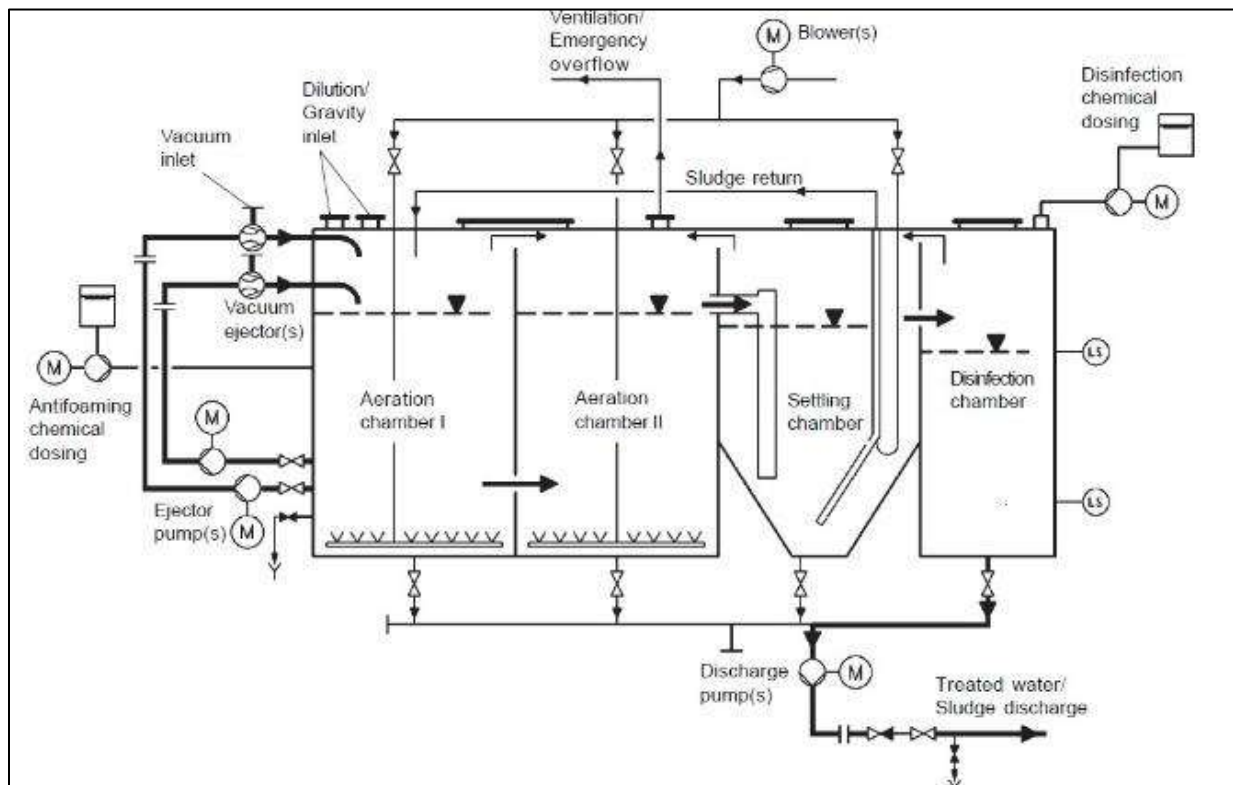 Ventilation/
Emergency
overflow
M
Blower(s)
Disinfection
chemical
dosing
Dilution/
Gravity
inlet
Vacuum
inlet
Sludge return
M
Vacuum
ejector(s)
LS
M
Antifoaming
chemical
dosing
Aeration
chamber I
Aeration
chamber II
Settling
chamber
Disinfection
chamber
M
LS
Ejector
pump(s)
M
Discharge
pump(s)
M
Treated water/
Sludge discharge